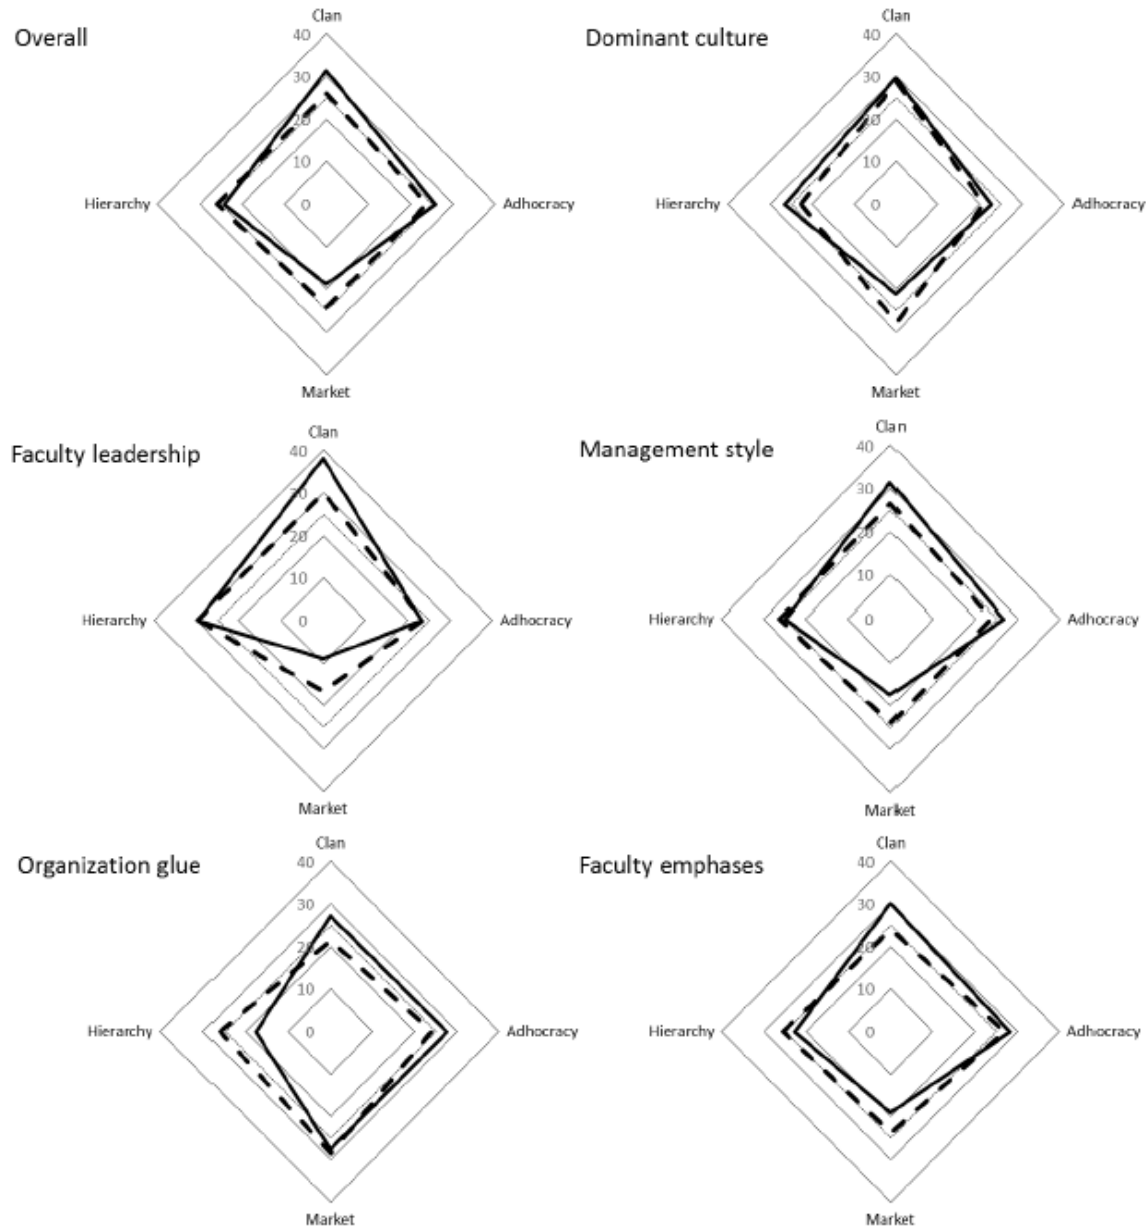 Clan
Overall
40
30
20
10
0
Hierarchy
Adhocracy
Market
Clan
Dominant culture
40
30
20
10
0
Hierarchy
Adhocracy
Market
Clan
Faculty leadership
40
30
20
10
0
Hierarchy
Adhocracy
Market
Clan
Management style
40
30
20
10
0
Hierarchy
Adhocracy
Market
Clan
Organization glue
40
30
20
10
0
Hierarchy
Adhocracy
Market
Clan
Faculty emphases
40
30
20
10
0
Hierarchy
Adhocracy
Market